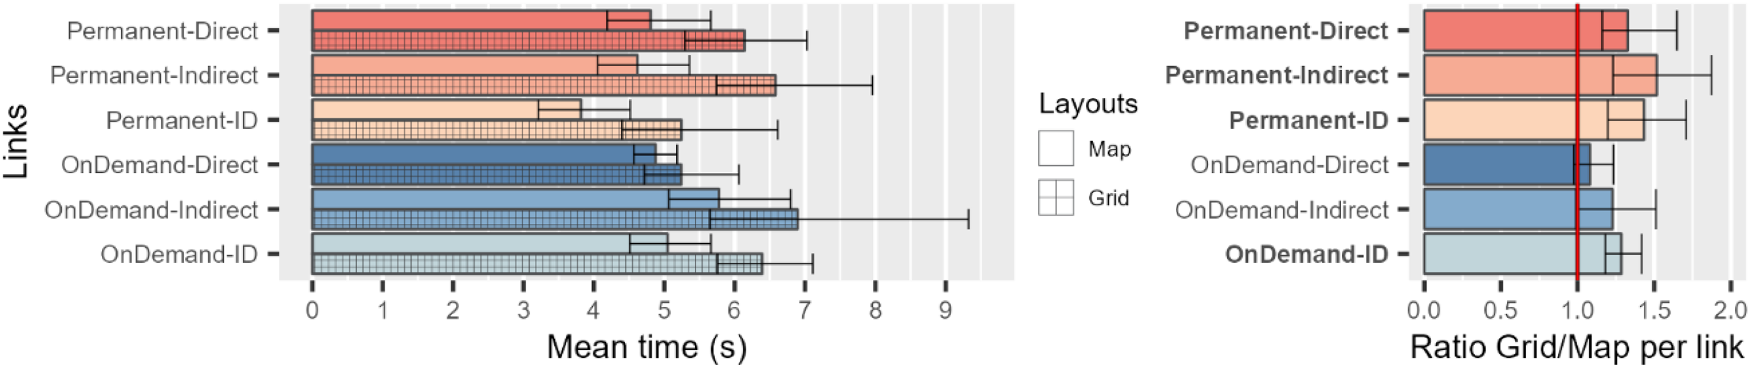 Links
Permanent-Direct
Permanent-Indirect
Permanent-ID
OnDemand-Direct
OnDemand-Indirect
OnDemand-ID
0 1 2 3 4 5 6 7 8 9
Mean time (s)
Layouts
Map
Grid
Permanent-Direct
Permanent-Indirect
Permanent-ID
OnDemand-Direct
OnDemand-Indirect
OnDemand-ID
0.0 0.5 1.0 1.5 2.0
Ratio Grid/Map per link